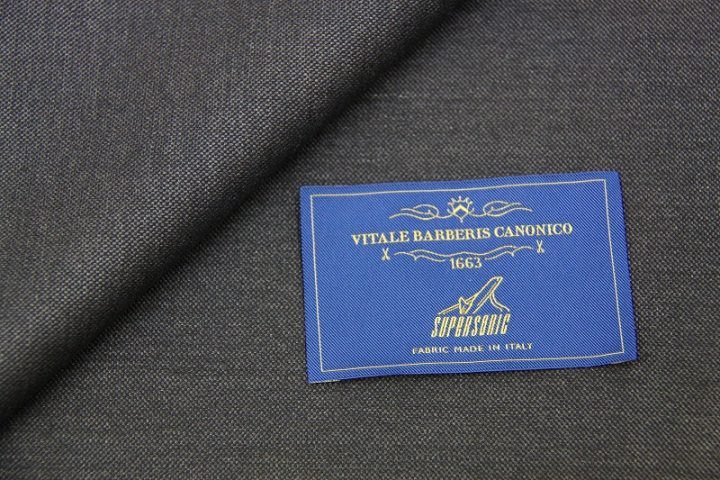 VITALE BARBERIS CANONICO
1663
SUPERSONIC
FABRIC MADE IN ITALY